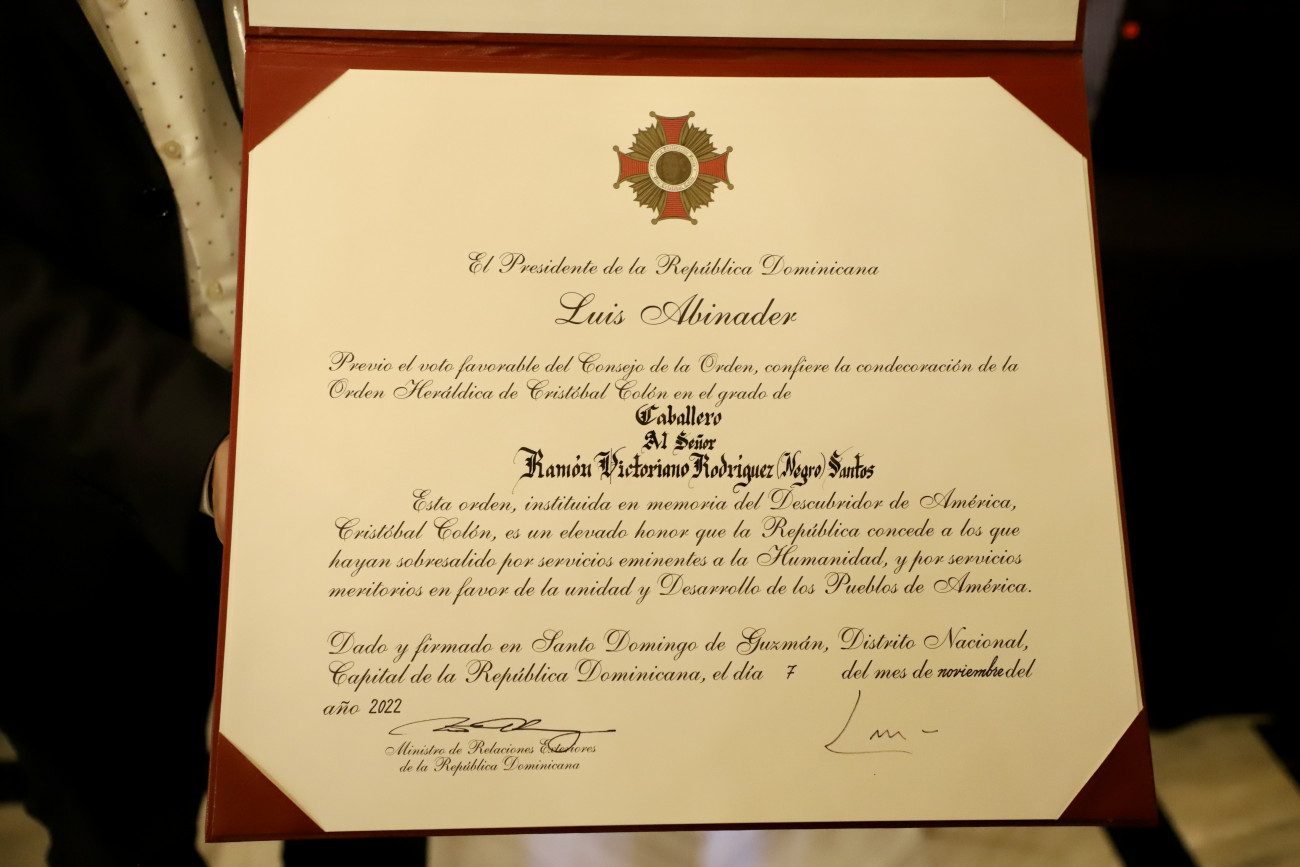 El Presidente de la República Dominicana
Luis Abinader
Previo el voto favorable del Consejo de la Orden, confiere la condecoración de la
Orden Heráldica de Cristóbal Colón en el grado de
Caballero
Al Señor
Ramón Victoriano Rodríguez (Negro) Santos
Esta orden, instituida en memoria del Descubridor de América,
Cristóbal Colón, es un elevado honor que la República concede a los que
hayan sobresalido por servicios eminentes a la Humanidad, y por servicios
meritorios en favor de la unidad y Desarrollo de los Pueblos de América.
Dado y firmado en Santo Domingo de Guzmán, Distrito Nacional,
Capital de la República Dominicana, el día 7 del mes de noviembre del
año 2022
Ministro de Relaciones Exteriores
de la República Dominicana